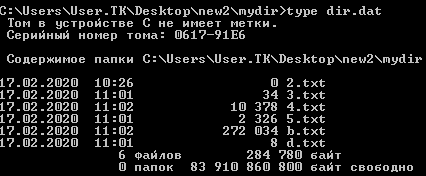 C:\Users\User.TK\Desktop\new2\mydir>type dir.dat
Том в устройстве C не имеет метки.
Серийный номер тома: 0617-91E6
Содержимое папки C:\Users\User.TK\Desktop\new2\mydir
17.02.2020 10:26 0 2.txt
17.02.2020 11:01 34 3.txt
17.02.2020 11:02 10 378 4.txt
17.02.2020 11:01 2 326 5.txt
17.02.2020 11:02 272 034 b.txt
17.02.2020 11:01 8 d.txt
6 файлов 284 780 байт
0 папок 83 910 860 800 байт свободно